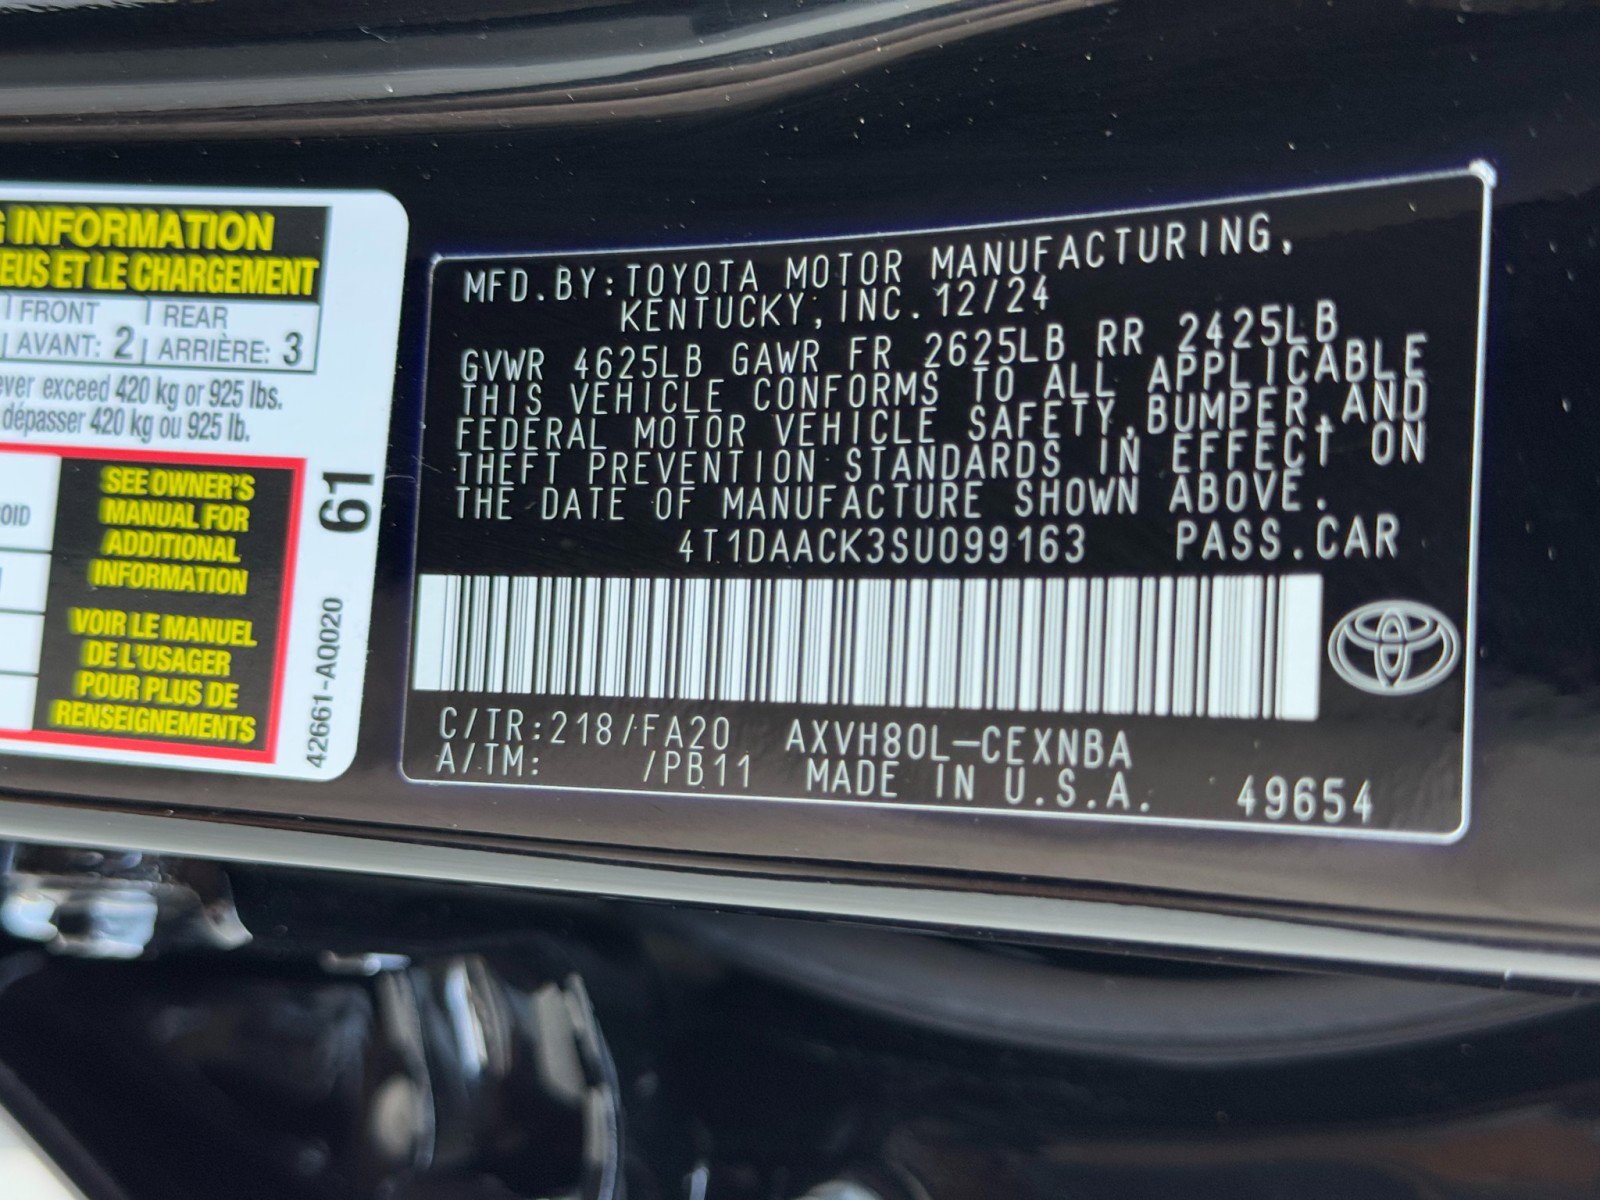 G INFORMATION
EUS ET LE CHARGEMENT
FRONT REAR
AVANT: 2 ARRIÈRE: 3
ever exceed 420 kg or 925 lbs.
dépasser 420 kg ou 925 lb.
OID
SEE OWNER'S
MANUAL FOR
ADDITIONAL
INFORMATION
VOIR LE MANUEL
DE L'USAGER
POUR PLUS DE
RENSEIGNEMENTS
61
42661-AQ020
MFD.BY:TOYOTA MOTOR MANUFACTURING,
KENTUCKY, INC. 12/24
GVWR 4625LB GAWR FR 2625LB RR 2425LB
THIS VEHICLE CONFORMS TO ALL APPLICABLE
FEDERAL MOTOR VEHICLE SAFETY,BUMPER,AND
THEFT PREVENTION STANDARDS IN EFFECT ON
THE DATE OF MANUFACTURE SHOWN ABOVE.
4T1DAACK3SU099163 PASS.CAR
C/TR:218/FA20 AXVH80L-CEXNBA
A/TM: /PB11 MADE IN U.S.A. 49654